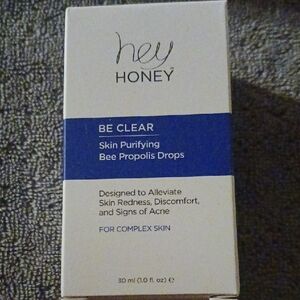 hey
HONEY
BE CLEAR
Skin Purifying
Bee Propolis Drops
Designed to Alleviate
Skin Redness, Discomfort,
and Signs of Acne
FOR COMPLEX SKIN
30 ml (1.0 fl. oz) ℮